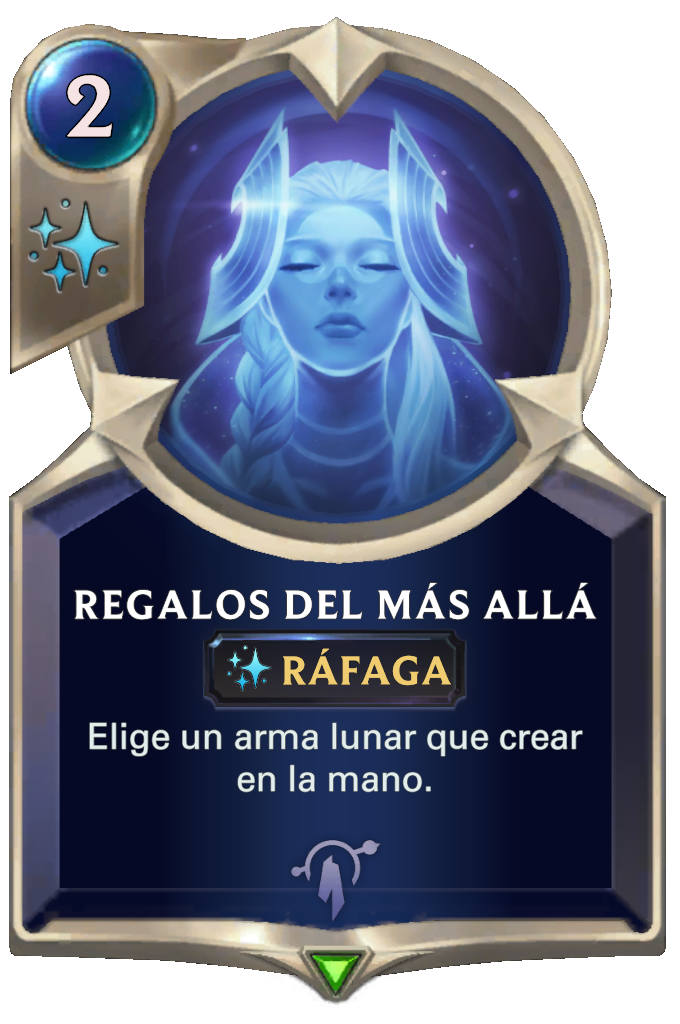 2
REGALOS DEL MÁS ALLÁ
RÁFAGA
Elige un arma lunar que crear
en la mano.